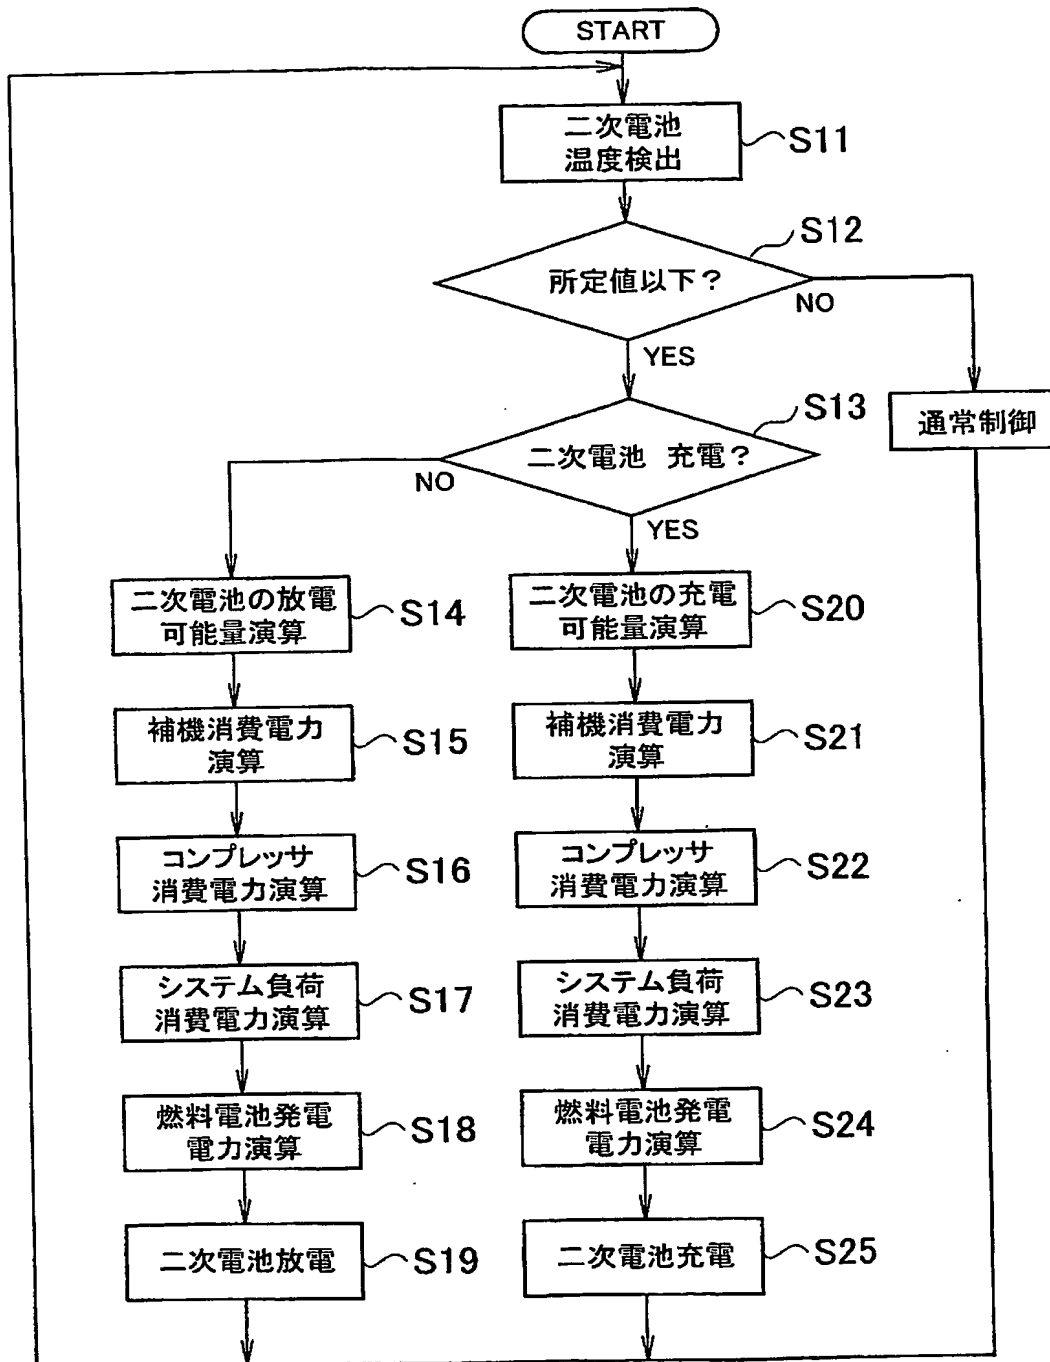 START
二次電池
温度検出
S11
所定値以下?
S12
NO
YES
通常制御
二次電池 充電?
S13
NO
YES
二次電池の放電
可能量演算
S14
補機消費電力
演算
S15
コンプレッサ
消費電力演算
S16
システム負荷
消費電力演算
S17
燃料電池発電
電力演算
S18
二次電池放電
S19
二次電池の充電
可能量演算
S20
補機消費電力
演算
S21
コンプレッサ
消費電力演算
S22
システム負荷
消費電力演算
S23
燃料電池発電
電力演算
S24
二次電池充電
S25